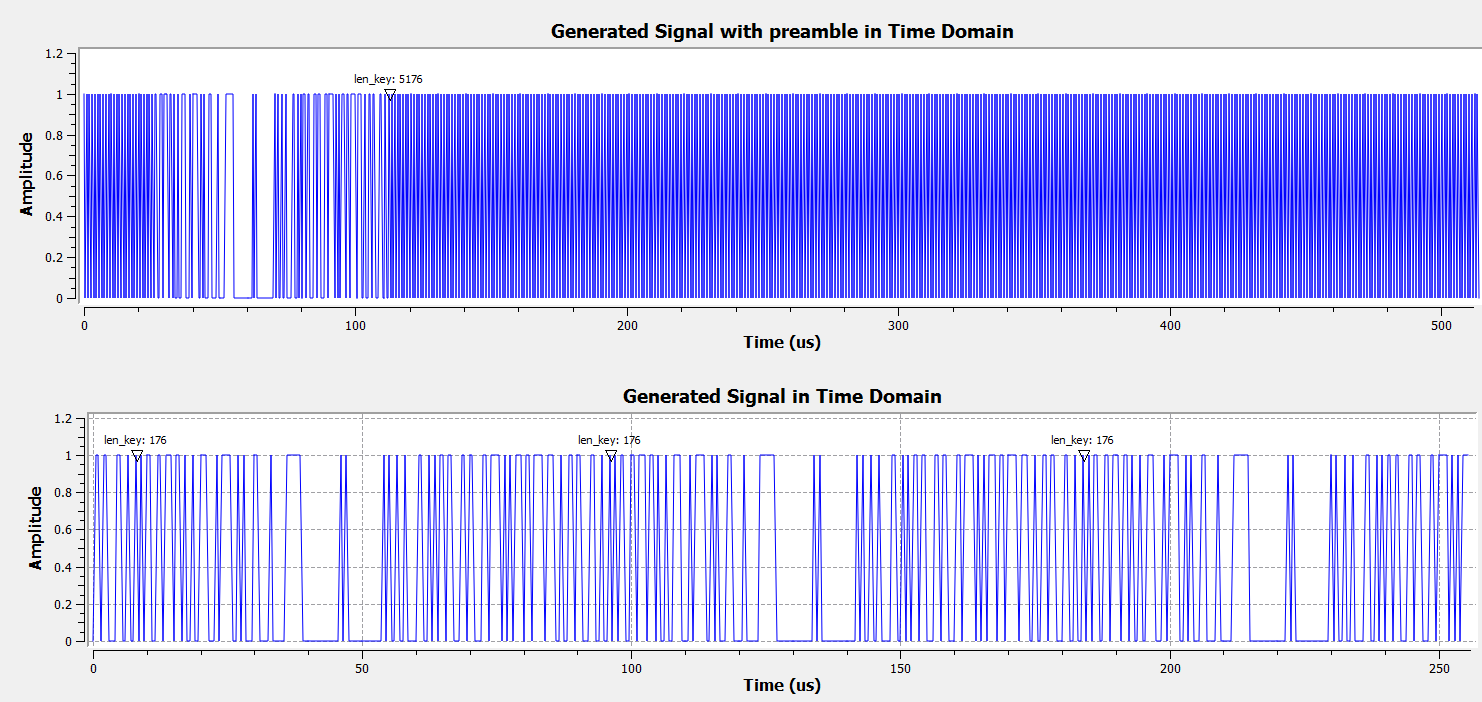 Generated Signal with preamble in Time Domain
1.2
len_key: 5176
1
0.8
Amplitude
0.6
0.4
0.2
0
0 100 200 300 400 500
Time (us)
Generated Signal in Time Domain
1.2
len_key: 176 len_key: 176 len_key: 176
1
0.8
Amplitude
0.6
0.4
0.2
0
0 50 100 150 200 250
Time (us)